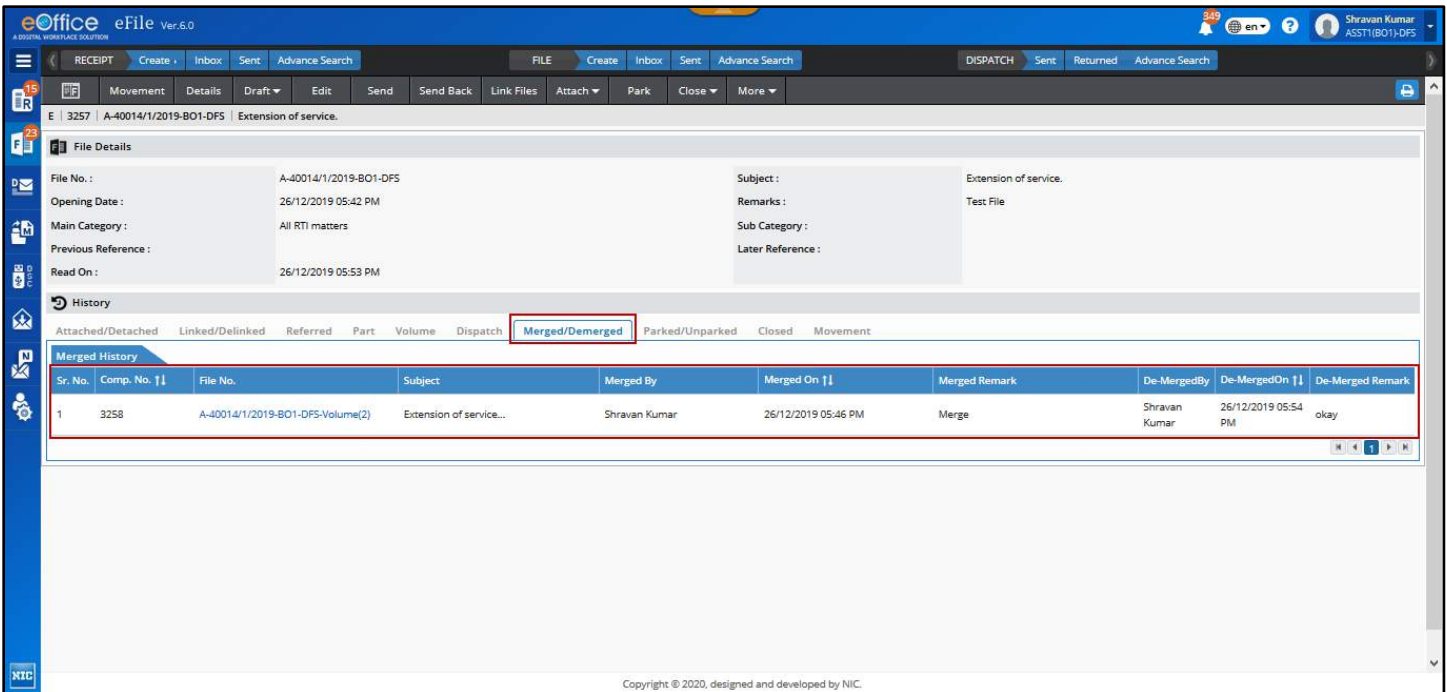 eOffice eFile Ver.6.0 349 en ? Shravan Kumar
A DIGITAL WORKPLACE SOLUTION ASST1(BO1)-DFS
RECEIPT Create Inbox Sent Advance Search FILE Create Inbox Sent Advance Search DISPATCH Sent Returned Advance Search
15 R Movement Details Draft Edit Send Send Back Link Files Attach Park Close More
E 3257 A-40014/1/2019-BO1-DFS Extension of service.
23 F File Details
File No. : A-40014/1/2019-BO1-DFS Subject : Extension of service.
D
Opening Date : 26/12/2019 05:42 PM Remarks : Test File
M
Main Category : All RTI matters Sub Category :
Previous Reference : Later Reference :
DSC
Read On : 26/12/2019 05:53 PM
History
Attached/Detached Linked/Delinked Referred Part Volume Dispatch Merged/Demerged Parked/Unparked Closed Movement
N
Merged History
Sr. No. Comp. No. File No. Subject Merged By Merged On Merged Remark De-MergedBy De-MergedOn De-Merged Remark
1 3258 A-40014/1/2019-BO1-DFS-Volume(2) Extension of service... Shravan Kumar 26/12/2019 05:46 PM Merge Shravan Kumar 26/12/2019 05:54 PM okay
1
NIC
Copyright © 2020, designed and developed by NIC.